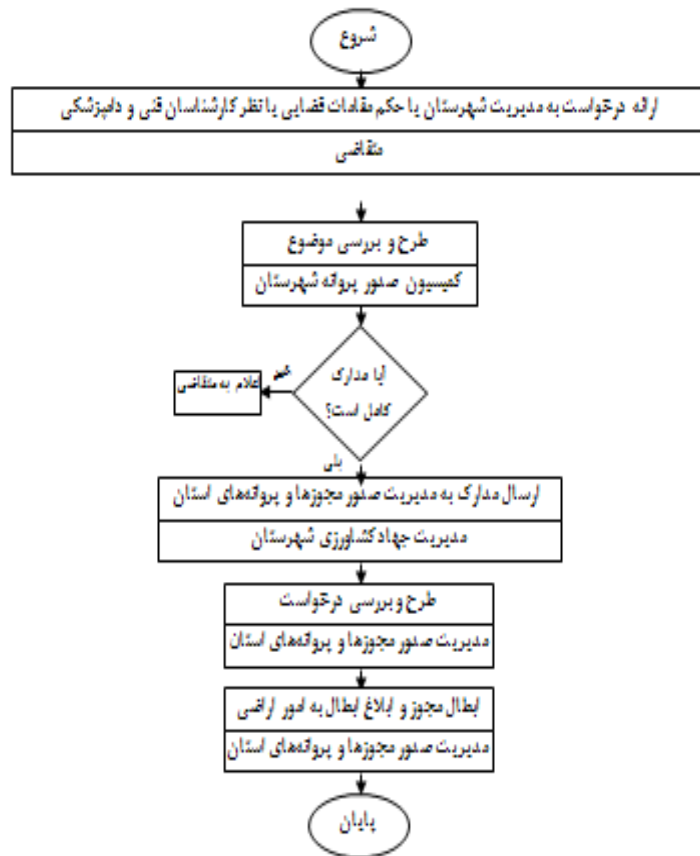 شروع
ارائه درخواست به مدیریت شهرستان یا حکم مقامات قضایی یا نظر کارشناسان فنی و دامپزشکی
متقاضی
طرح و بررسی موضوع
کمیسیون صدور پروانه شهرستان
آیا مدارک
کامل است؟
خیر
علام به متقاضی
بلی
ارسال مدارک به مدیریت صدور مجوزها و پروانه‌های استان
مدیریت جهاد کشاورزی شهرستان
طرح و بررسی درخواست
مدیریت صدور مجوزها و پروانه‌های استان
ابطال مجوز و ابلاغ ابطال به امور اراضی
مدیریت صدور مجوزها و پروانه‌های استان
پایان